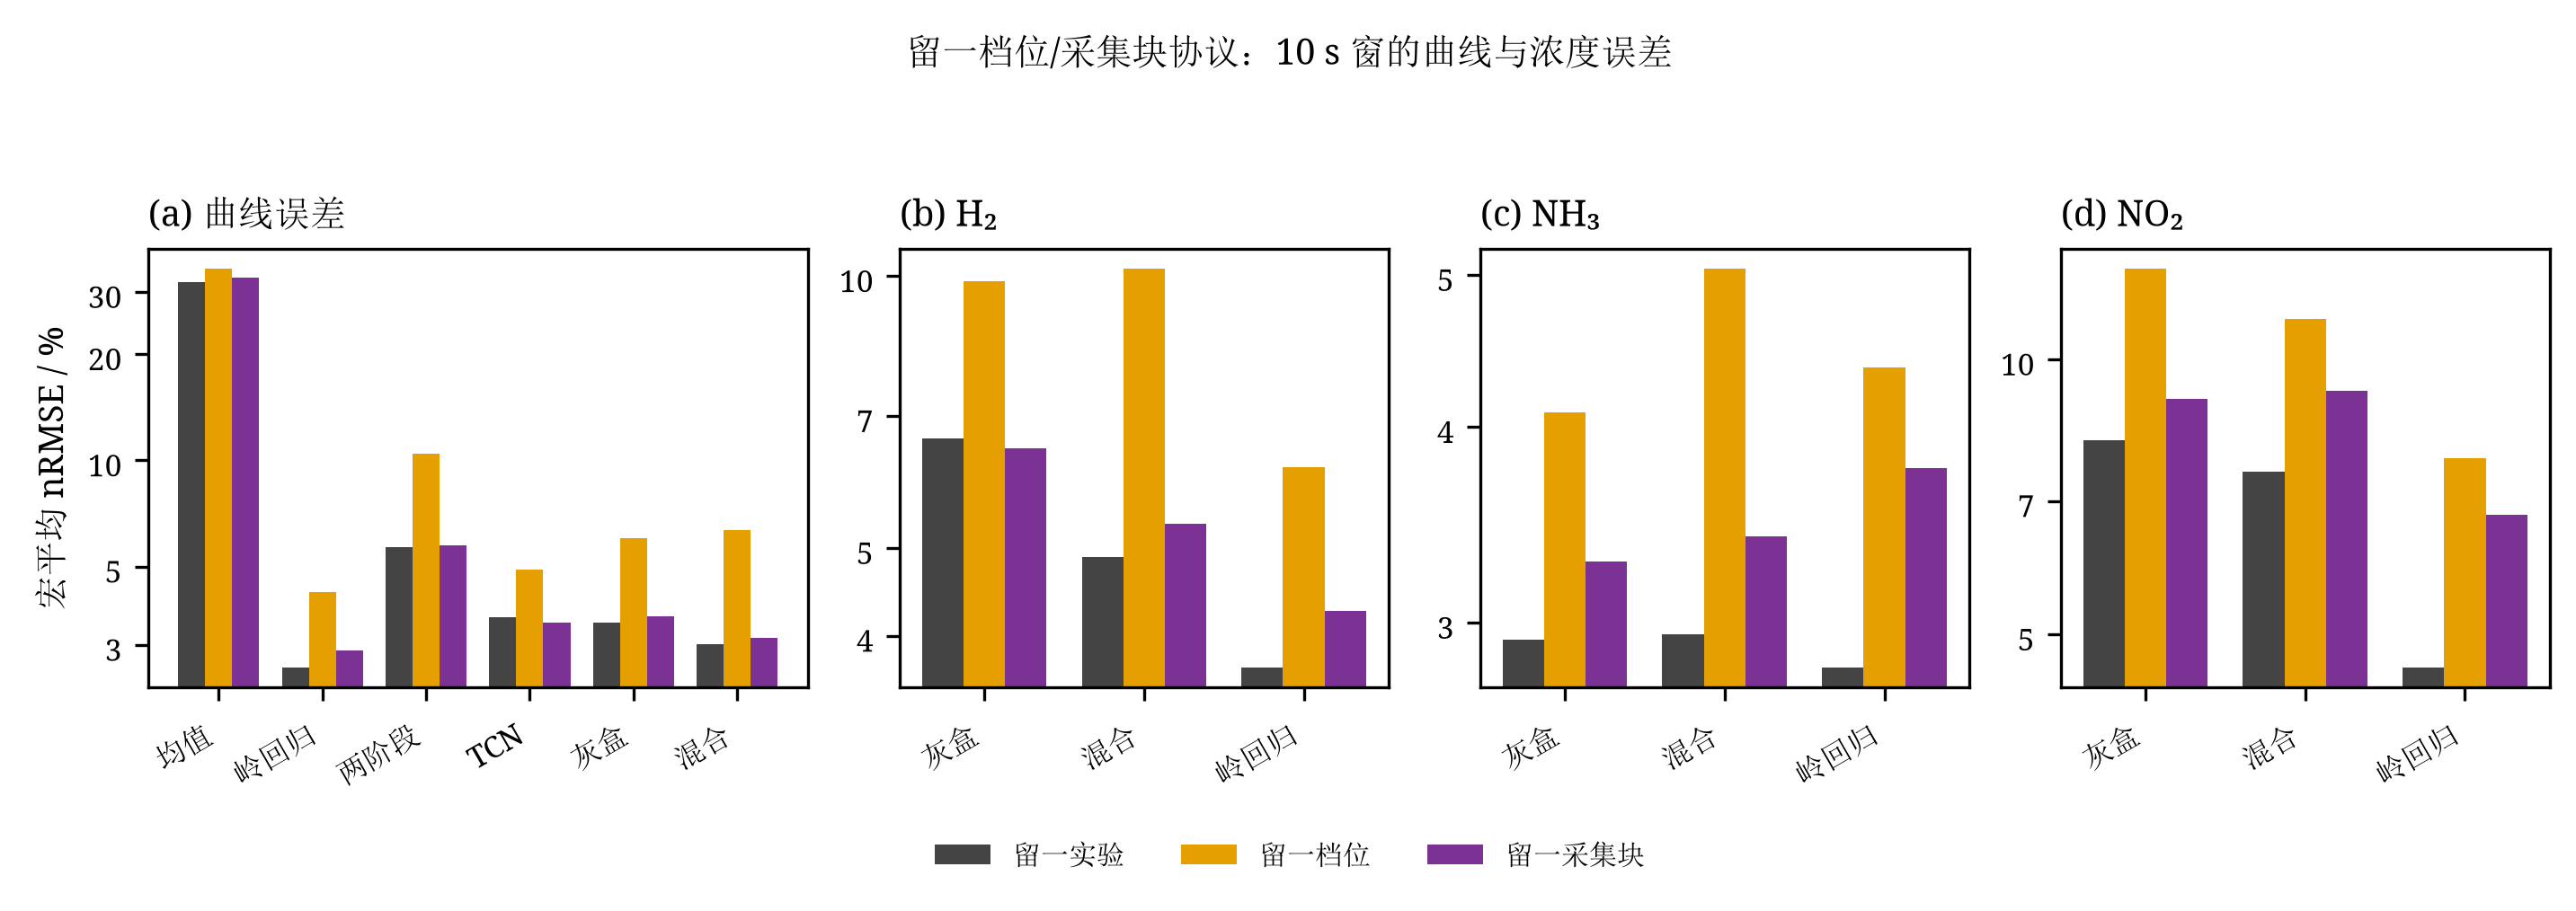 留一档位/采集块协议：10 s 窗的曲线与浓度误差
(a) 曲线误差
(b) H₂
(c) NH₃
(d) NO₂
宏平均 nRMSE / %
30
20
10
5
3
均值
岭回归
两阶段
TCN
灰盒
混合
10
7
5
4
灰盒
混合
岭回归
5
4
3
灰盒
混合
岭回归
10
7
5
灰盒
混合
岭回归
留一实验
留一档位
留一采集块